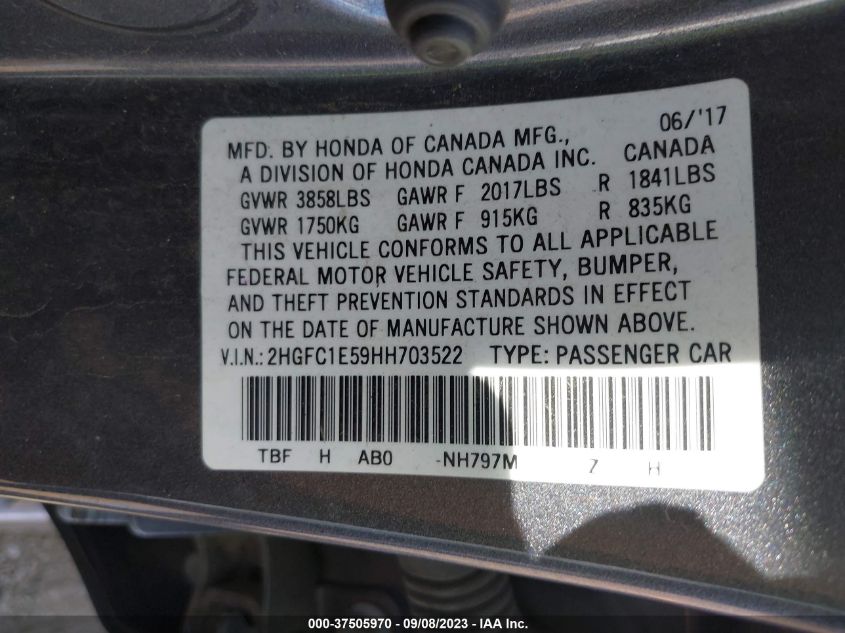 MFD. BY HONDA OF CANADA MFG., 06/'17
A DIVISION OF HONDA CANADA INC. CANADA
GVWR 3858LBS GAWR F 2017LBS R 1841LBS
GVWR 1750KG GAWR F 915KG R 835KG
THIS VEHICLE CONFORMS TO ALL APPLICABLE
FEDERAL MOTOR VEHICLE SAFETY, BUMPER,
AND THEFT PREVENTION STANDARDS IN EFFECT
ON THE DATE OF MANUFACTURE SHOWN ABOVE.
V.I.N.: 2HGFC1E59HH703522 TYPE: PASSENGER CAR
TBF H AB0 -NH797M 7 H
000-37505970 - 09/08/2023 - IAA Inc.